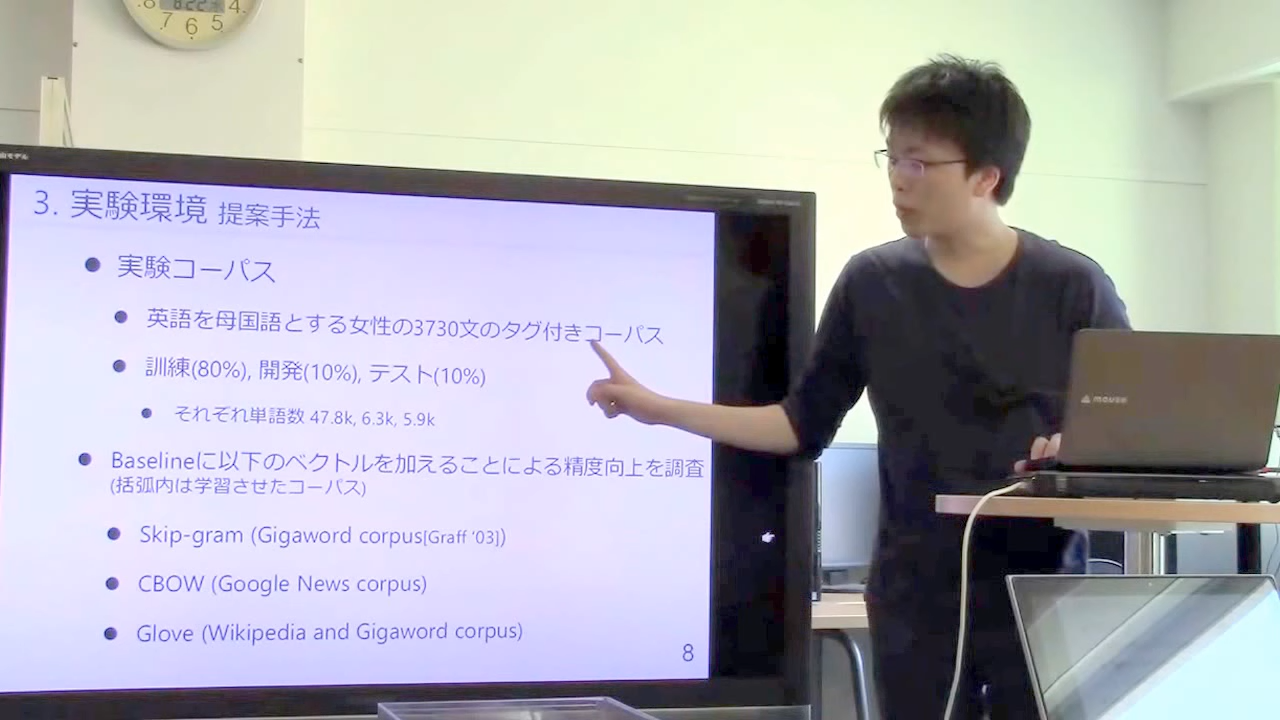 8 7 6 5 4
3. 実験環境 提案手法
実験コーパス
英語を母国語とする女性の3730文のタグ付きコーパス
訓練(80%), 開発(10%), テスト(10%)
それぞれ単語数 47.8k, 6.3k, 5.9k
Baselineに以下のベクトルを加えることによる精度向上を調査
(括弧内は学習させたコーパス)
Skip-gram (Gigaword corpus[Graff '03])
CBOW (Google News corpus)
Glove (Wikipedia and Gigaword corpus)
8
mouse